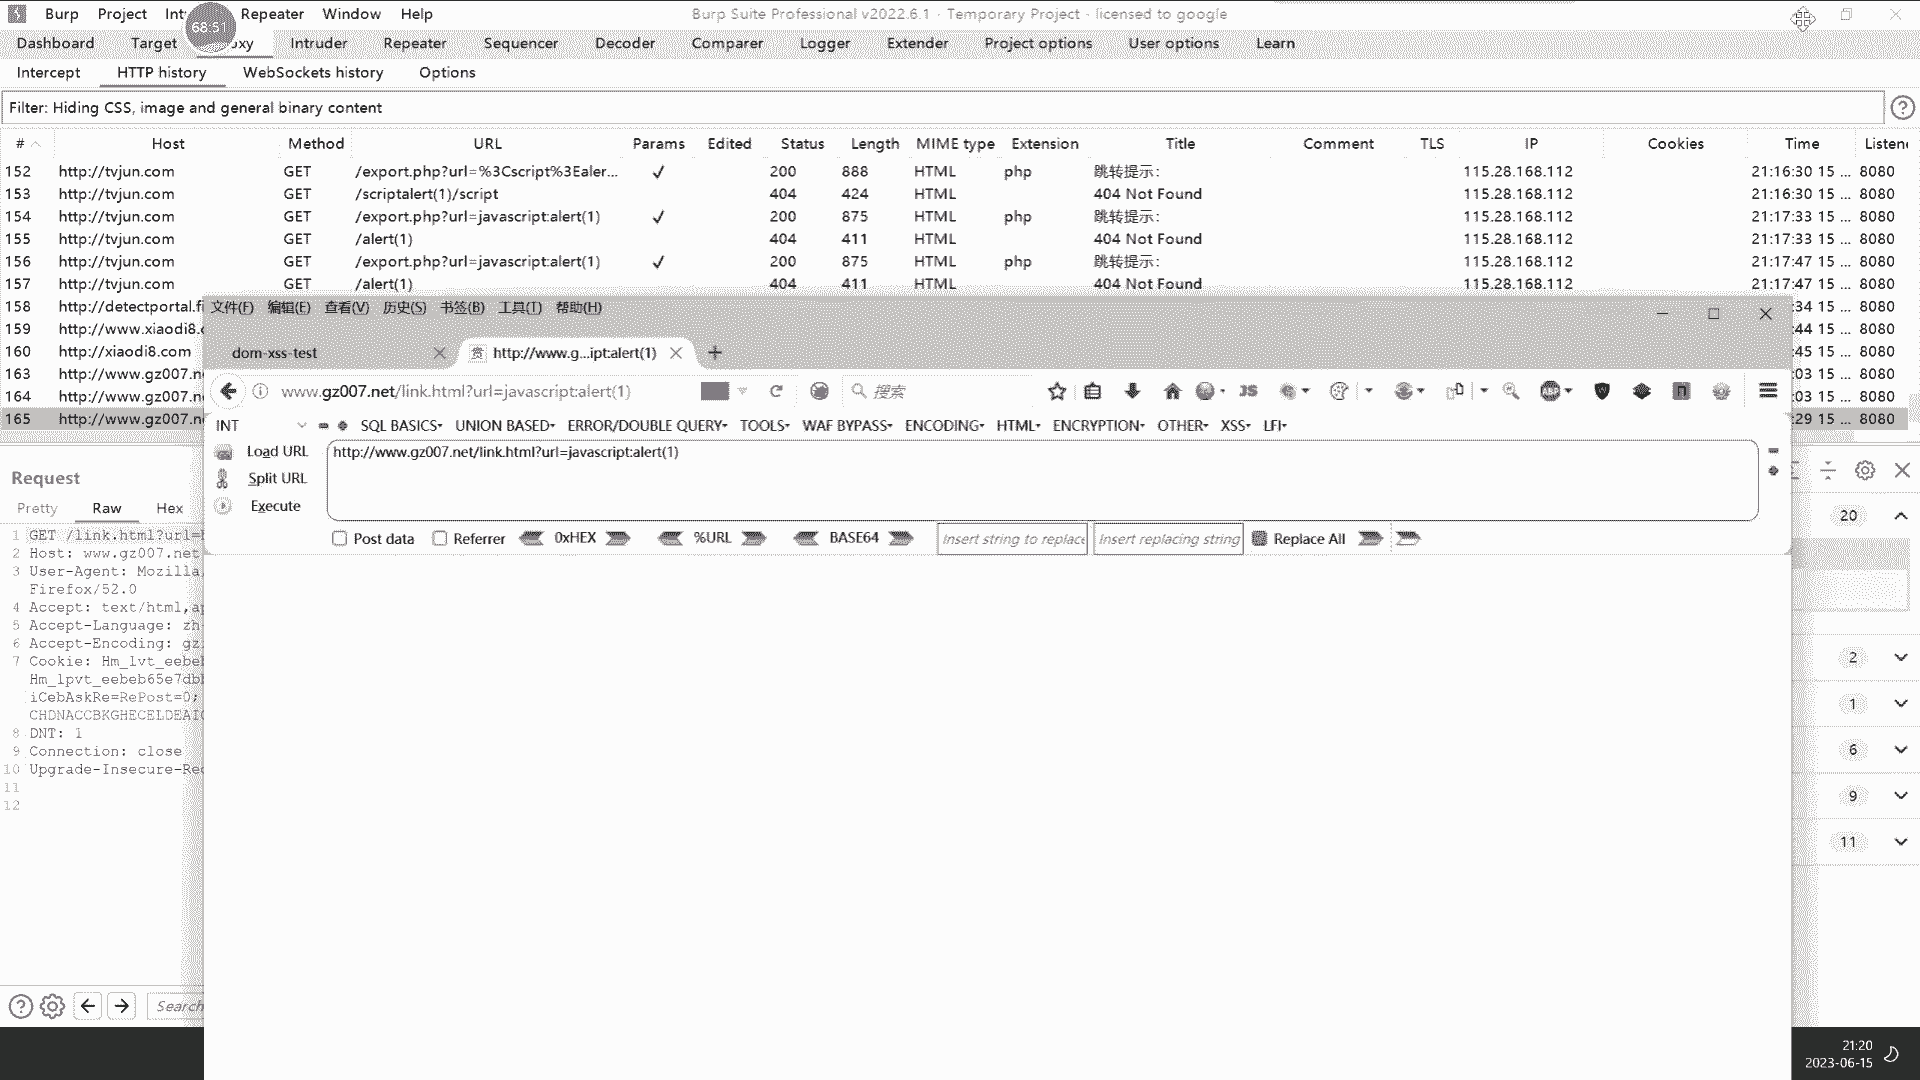 Burp Project Repeater Window Help
Burp Suite Professional v2022.6.1 - Temporary Project - licensed to google
68:51
Dashboard Target Intruder Repeater Sequencer Decoder Comparer Logger Extender Project options User options Learn
Intercept HTTP history WebSockets history Options
Filter: Hiding CSS, image and general binary content
# Host Method URL Params Edited Status Length MIME type Extension Title Comment TLS IP Cookies Time
152 http://tvjun.com GET /export.php?url=%3Cscript%3Ealer... ✓ 200 888 HTML php 跳转提示: 115.28.168.112 21:16:30 15 ... 8080
153 http://tvjun.com GET /scriptalert(1)/script 404 424 HTML 404 Not Found 115.28.168.112 21:16:30 15 ... 8080
154 http://tvjun.com GET /export.php?url=javascript:alert(1) ✓ 200 875 HTML php 跳转提示: 115.28.168.112 21:17:33 15 ... 8080
155 http://tvjun.com GET /alert(1) 404 411 HTML 404 Not Found 115.28.168.112 21:17:33 15 ... 8080
156 http://tvjun.com GET /export.php?url=javascript:alert(1) ✓ 200 875 HTML php 跳转提示: 115.28.168.112 21:17:47 15 ... 8080
157 http://tvjun.com GET /alert(1) 404 411 HTML 404 Not Found 115.28.168.112 21:17:47 15 ... 8080
158 http://detectportal.fi :34 15 ... 8080
159 http://www.xiaodi8.c :44 15 ... 8080
160 http://xiaodi8.com :45 15 ... 8080
163 http://www.gz007.ne :03 15 ... 8080
164 http://www.gz007.ne :03 15 ... 8080
165 http://www.gz007.n :29 15 ... 8080
文件(F) 编辑(E) 查看(V) 历史(S) 书签(B) 工具(T) 帮助(H)
dom-xss-test http://www.g...ipt:alert(1)
www.gz007.net/link.html?url=javascript:alert(1) 搜索 JS ABP
INT SQL BASICS UNION BASED ERROR/DOUBLE QUERY TOOLS WAF BYPASS ENCODING HTML ENCRYPTION OTHER XSS LFI
Load URL http://www.gz007.net/link.html?url=javascript:alert(1)
Split URL
Execute
Post data Referrer 0xHEX %URL BASE64 Insert string to replace Insert replacing string Replace All
Request
Pretty Raw Hex
1 GET /link.html?url=
2 Host: www.gz007.net
3 User-Agent: Mozilla
Firefox/52.0
4 Accept: text/html,ap
5 Accept-Language: zh
6 Accept-Encoding: gz
7 Cookie: Hm_lvt_eebeb
Hm_lpvt_eebeb65e7db
iCebAskRe=RePost=0;
CHDNACCBKGHECELDEAI
8 DNT: 1
9 Connection: close
10 Upgrade-Insecure-Re
11
12
20
2
1
6
9
11
Search
21:20
2023-06-15